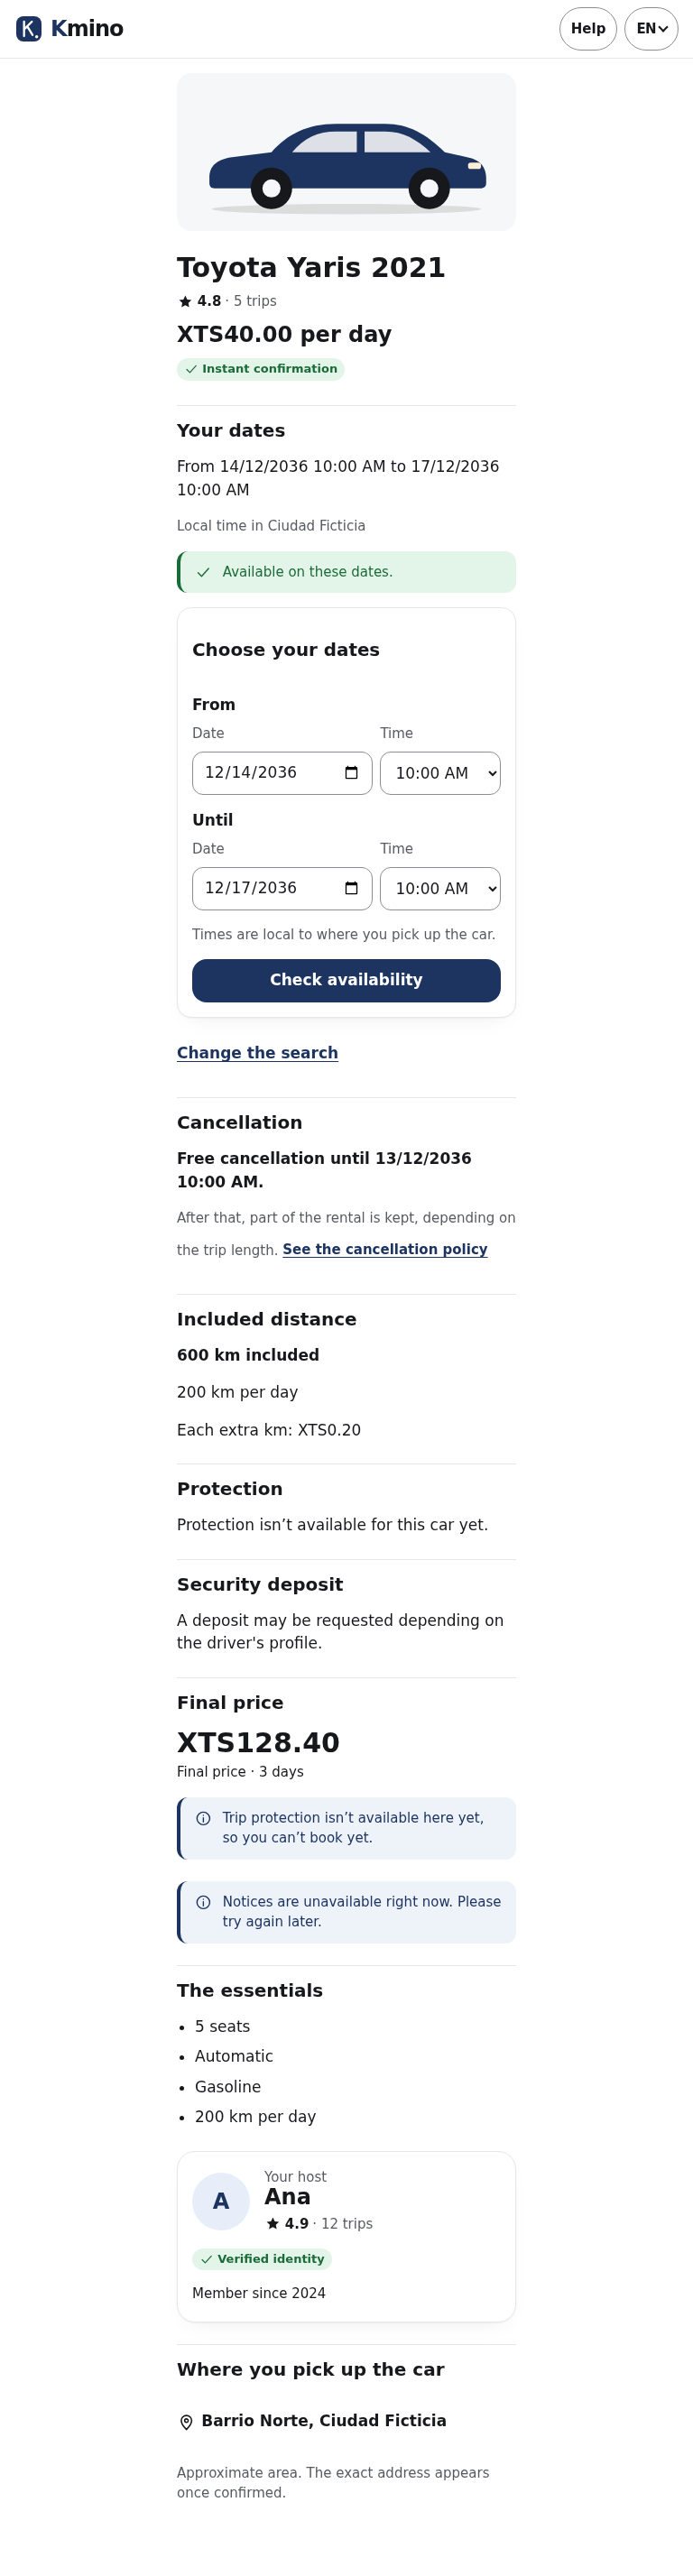 Kmino
Help
EN
Toyota Yaris 2021
4.8 · 5 trips
XTS40.00 per day
Instant confirmation
Your dates
From 14/12/2036 10:00 AM to 17/12/2036
10:00 AM
Local time in Ciudad Ficticia
Available on these dates.
Choose your dates
From
Date Time
12/14/2036 10:00 AM
Until
Date Time
12/17/2036 10:00 AM
Times are local to where you pick up the car.
Check availability
Change the search
Cancellation
Free cancellation until 13/12/2036
10:00 AM.
After that, part of the rental is kept, depending on
the trip length. See the cancellation policy
Included distance
600 km included
200 km per day
Each extra km: XTS0.20
Protection
Protection isn’t available for this car yet.
Security deposit
A deposit may be requested depending on
the driver's profile.
Final price
XTS128.40
Final price · 3 days
Trip protection isn’t available here yet,
so you can’t book yet.
Notices are unavailable right now. Please
try again later.
The essentials
• 5 seats
• Automatic
• Gasoline
• 200 km per day
A
Your host
Ana
4.9 · 12 trips
Verified identity
Member since 2024
Where you pick up the car
Barrio Norte, Ciudad Ficticia
Approximate area. The exact address appears
once confirmed.